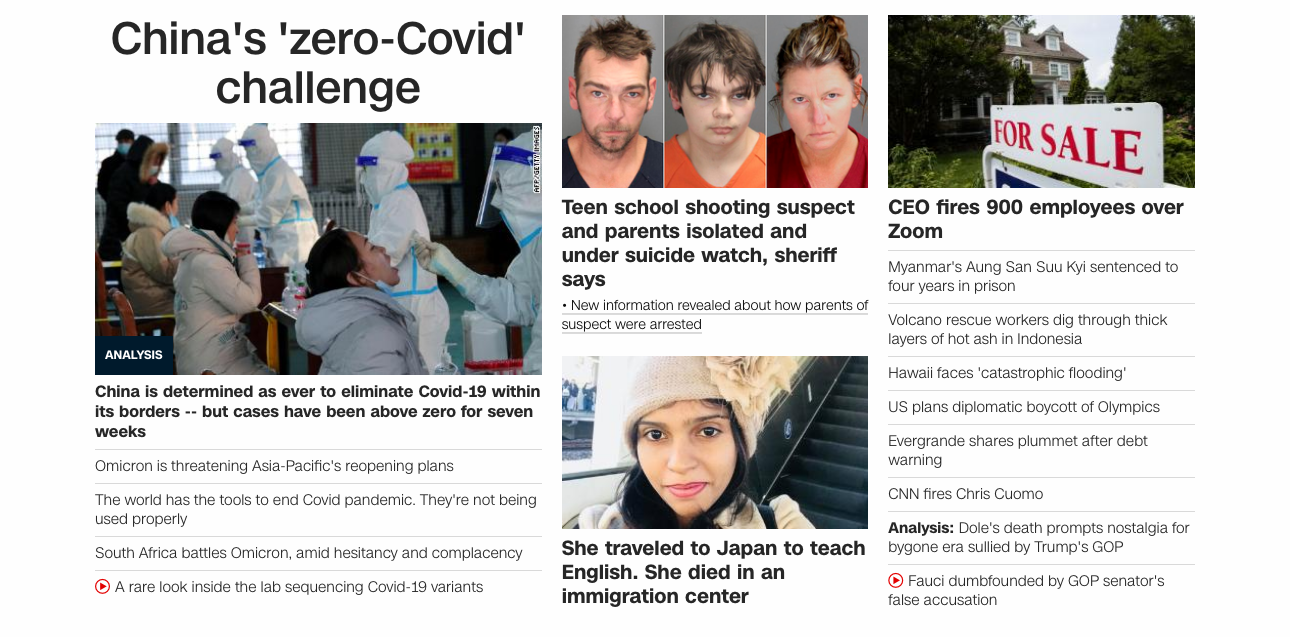 China's 'zero-Covid'
challenge
AFP/GETTY IMAGES
ANALYSIS
China is determined as ever to eliminate Covid-19 within
its borders -- but cases have been above zero for seven
weeks
Omicron is threatening Asia-Pacific's reopening plans
The world has the tools to end Covid pandemic. They're not being
used properly
South Africa battles Omicron, amid hesitancy and complacency
A rare look inside the lab sequencing Covid-19 variants
Teen school shooting suspect
and parents isolated and
under suicide watch, sheriff
says
• New information revealed about how parents of
suspect were arrested
She traveled to Japan to teach
English. She died in an
immigration center
FOR SALE
CEO fires 900 employees over
Zoom
Myanmar's Aung San Suu Kyi sentenced to
four years in prison
Volcano rescue workers dig through thick
layers of hot ash in Indonesia
Hawaii faces 'catastrophic flooding'
US plans diplomatic boycott of Olympics
Evergrande shares plummet after debt
warning
CNN fires Chris Cuomo
Analysis: Dole's death prompts nostalgia for
bygone era sullied by Trump's GOP
Fauci dumbfounded by GOP senator's
false accusation